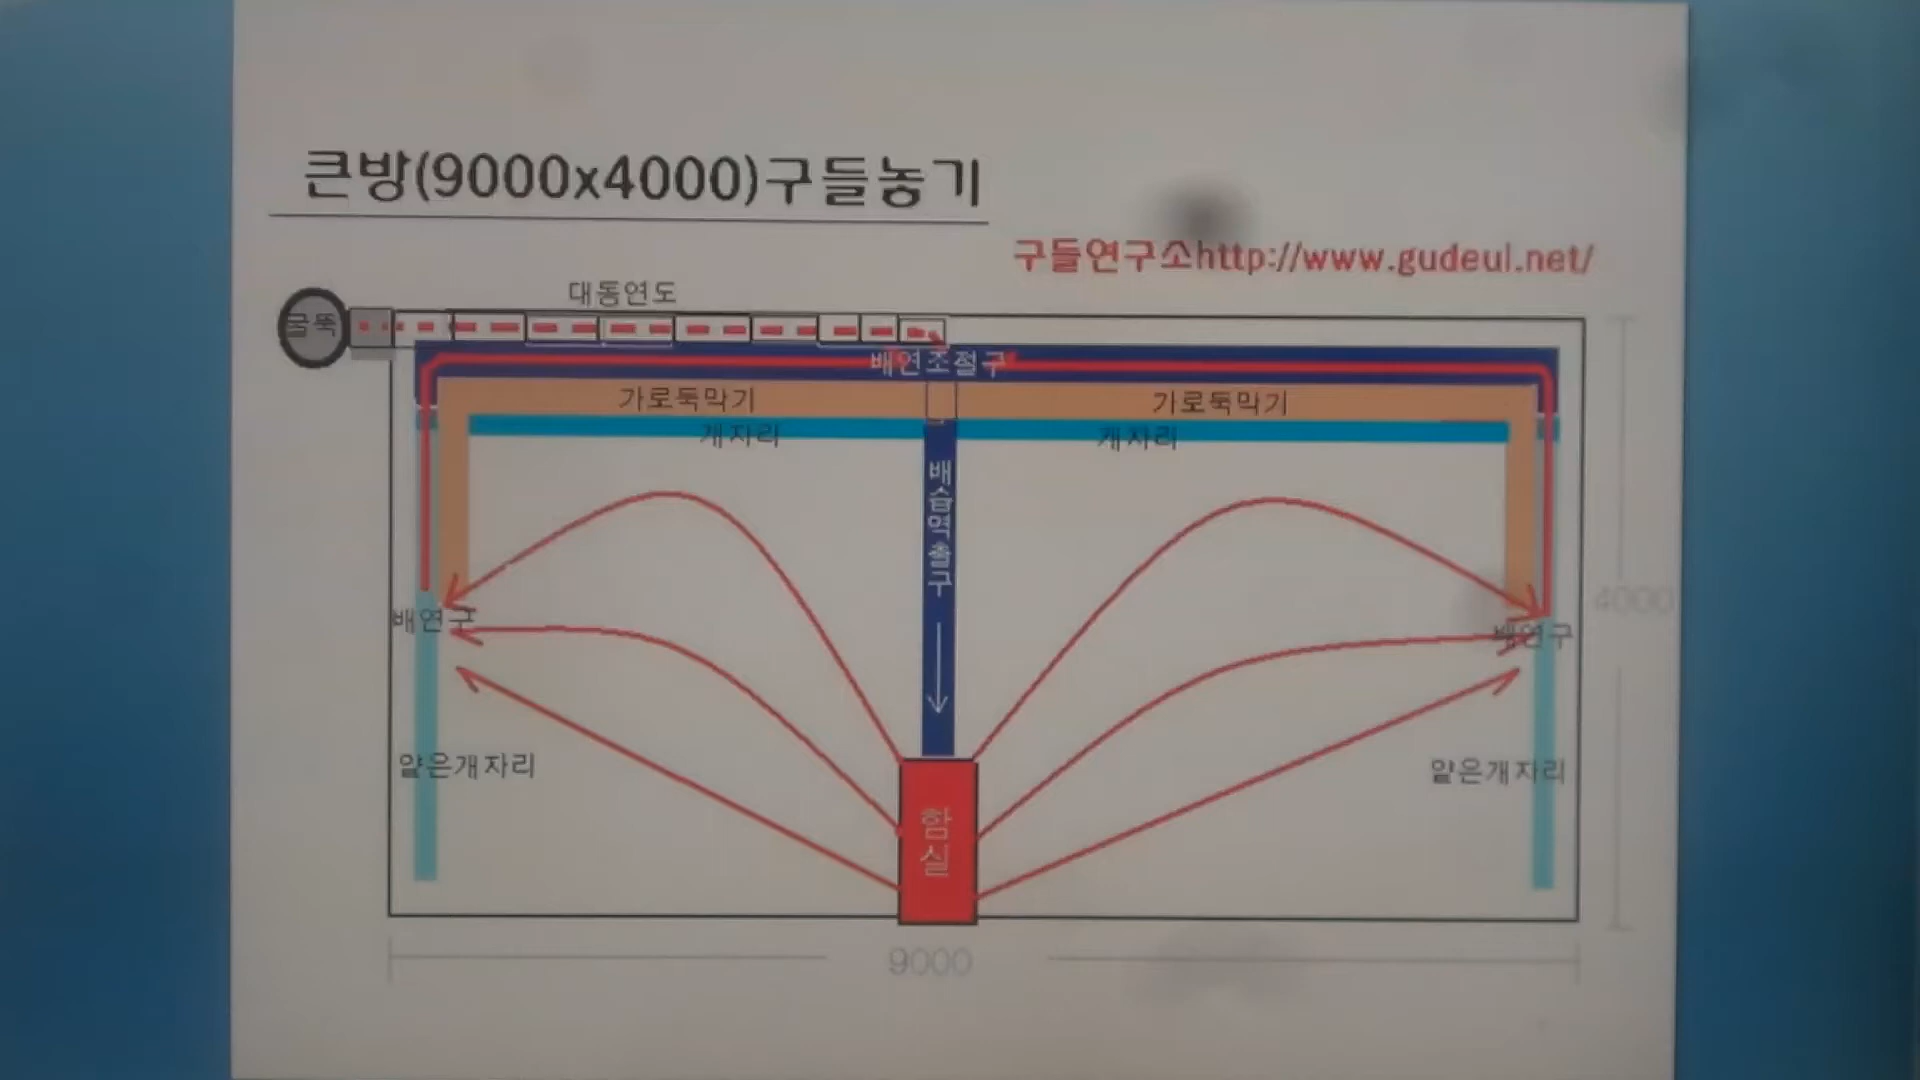 큰방(9000x4000)구들놓기
구들연구소http://www.gudeul.net/
대동연도
굴뚝
배연조절구
가로둑막기
가로둑막기
개자리
개자리
배습역출구
4000
배연구
배연구
얕은개자리
얕은개자리
함실
9000